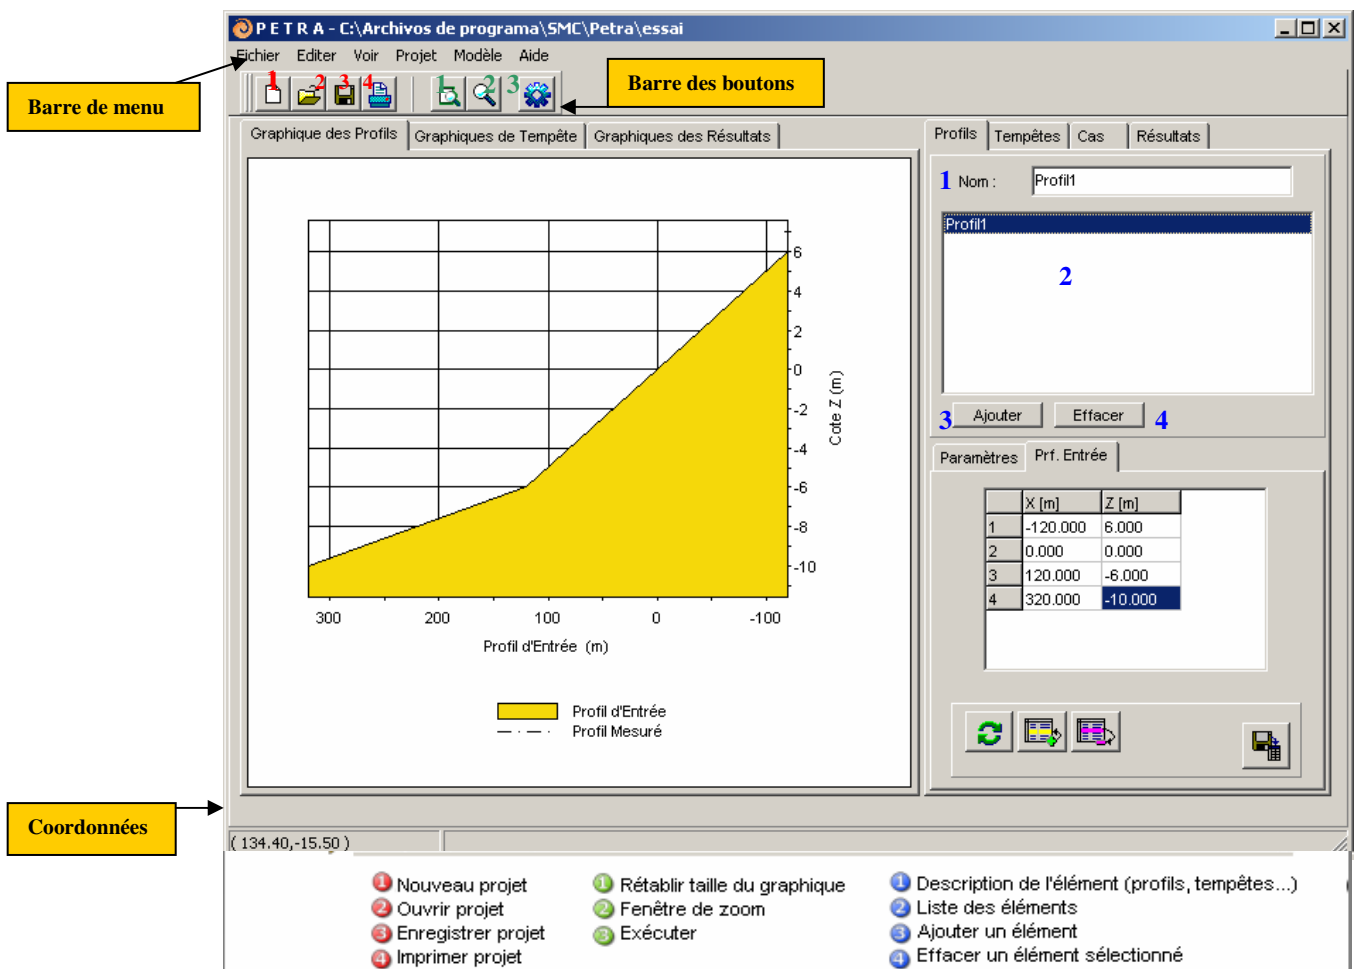 P E T R A - C:\Archivos de programa\SMC\Petra\essai
Fichier Editer Voir Projet Modèle Aide
Barre de menu
1 2 3 4 1 2 3
Barre des boutons
Graphique des Profils Graphiques de Tempête Graphiques des Résultats
Profils Tempêtes Cas Résultats
1 Nom : Profil1
Profil1
2
3 Ajouter Effacer 4
6
4
2
0
-2
-4
-6
-8
-10
Cote Z (m)
300 200 100 0 -100
Profil d'Entrée (m)
Profil d'Entrée
Profil Mesuré
Paramètres Prf. Entrée
X [m] Z [m]
1 -120.000 6.000
2 0.000 0.000
3 120.000 -6.000
4 320.000 -10.000
Coordonnées
( 134.40,-15.50 )
1 Nouveau projet
2 Ouvrir projet
3 Enregistrer projet
4 Imprimer projet
1 Rétablir taille du graphique
2 Fenêtre de zoom
3 Exécuter
1 Description de l'élément (profils, tempêtes...)
2 Liste des éléments
3 Ajouter un élément
4 Effacer un élément sélectionné